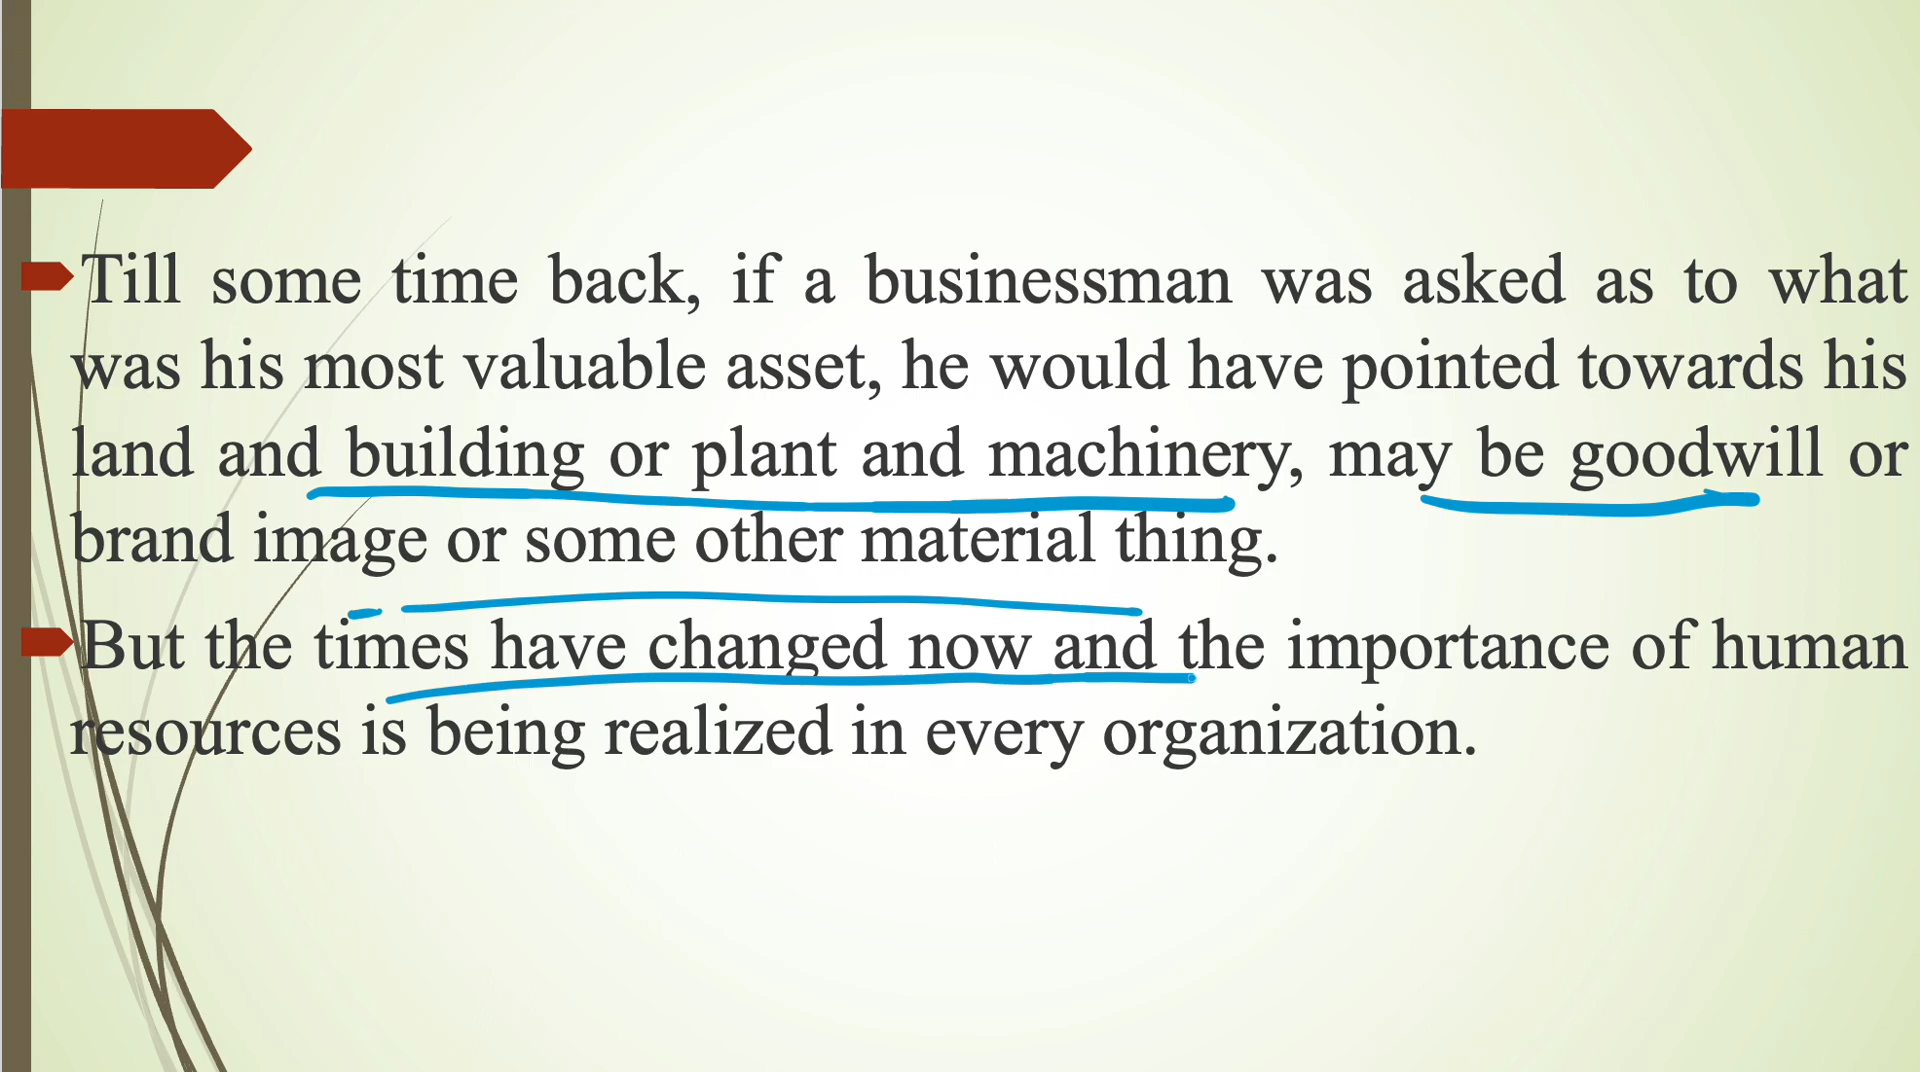 Till some time back, if a businessman was asked as to what
was his most valuable asset, he would have pointed towards his
land and building or plant and machinery, may be goodwill or
brand image or some other material thing.
But the times have changed now and the importance of human
resources is being realized in every organization.